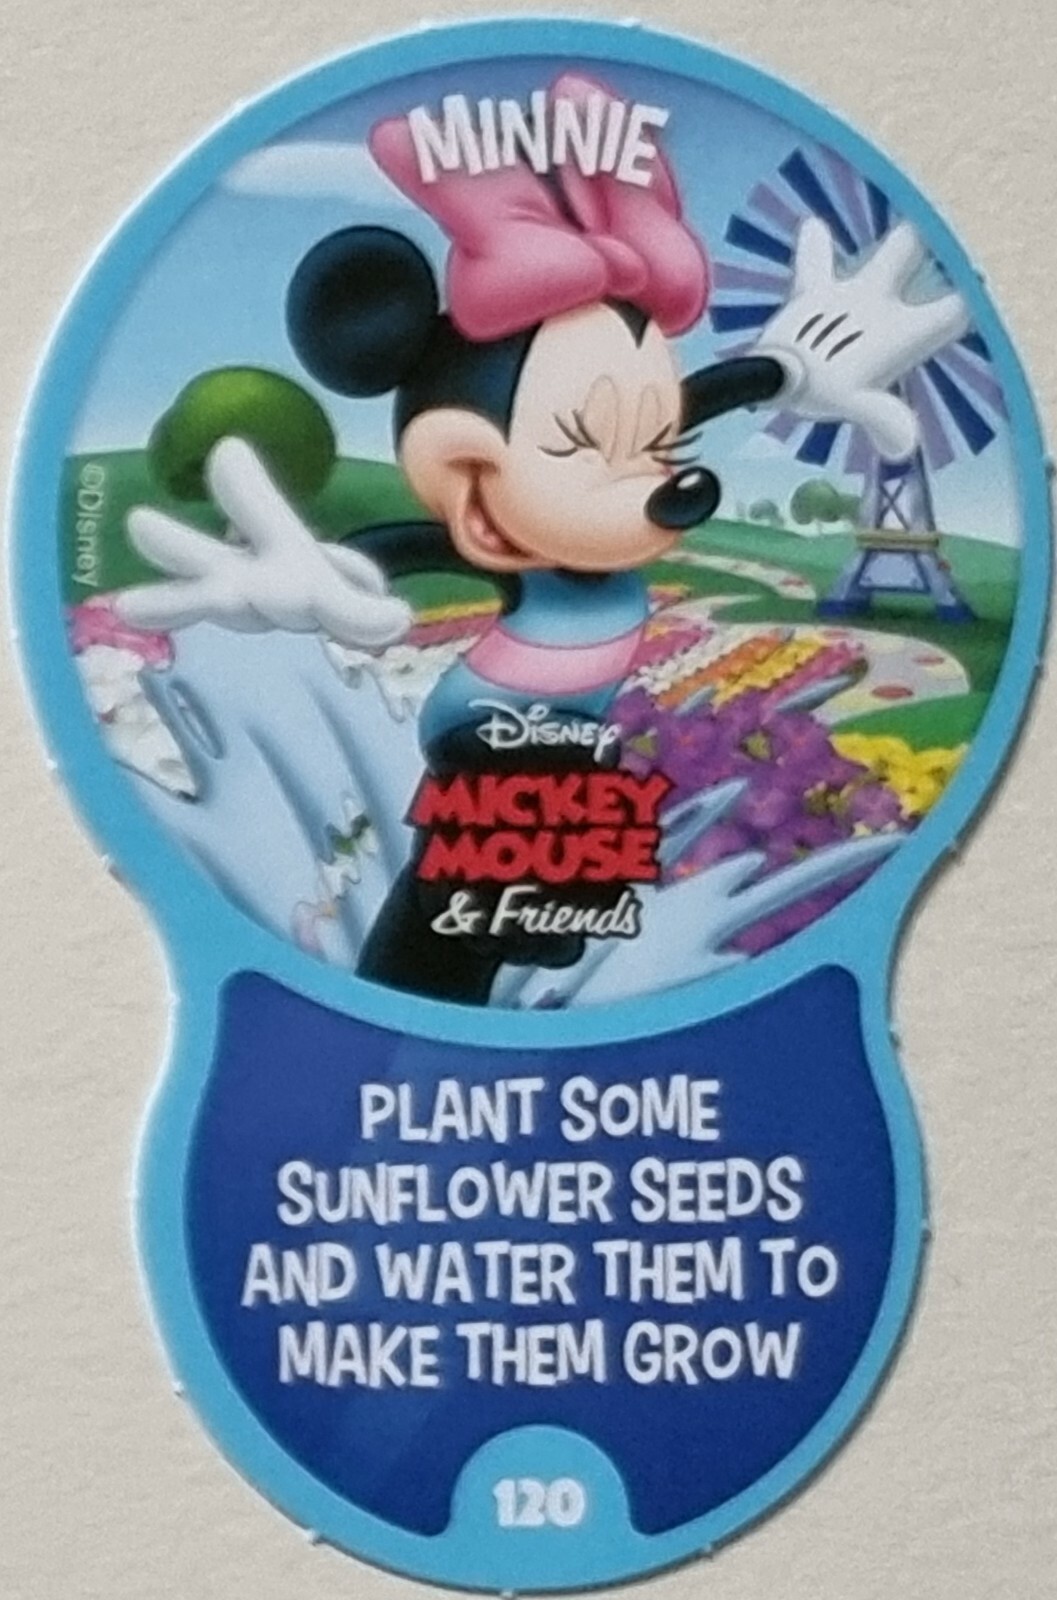 MINNIE
©Disney
Disney
MICKEY
MOUSE
& Friends
PLANT SOME
SUNFLOWER SEEDS
AND WATER THEM TO
MAKE THEM GROW
120